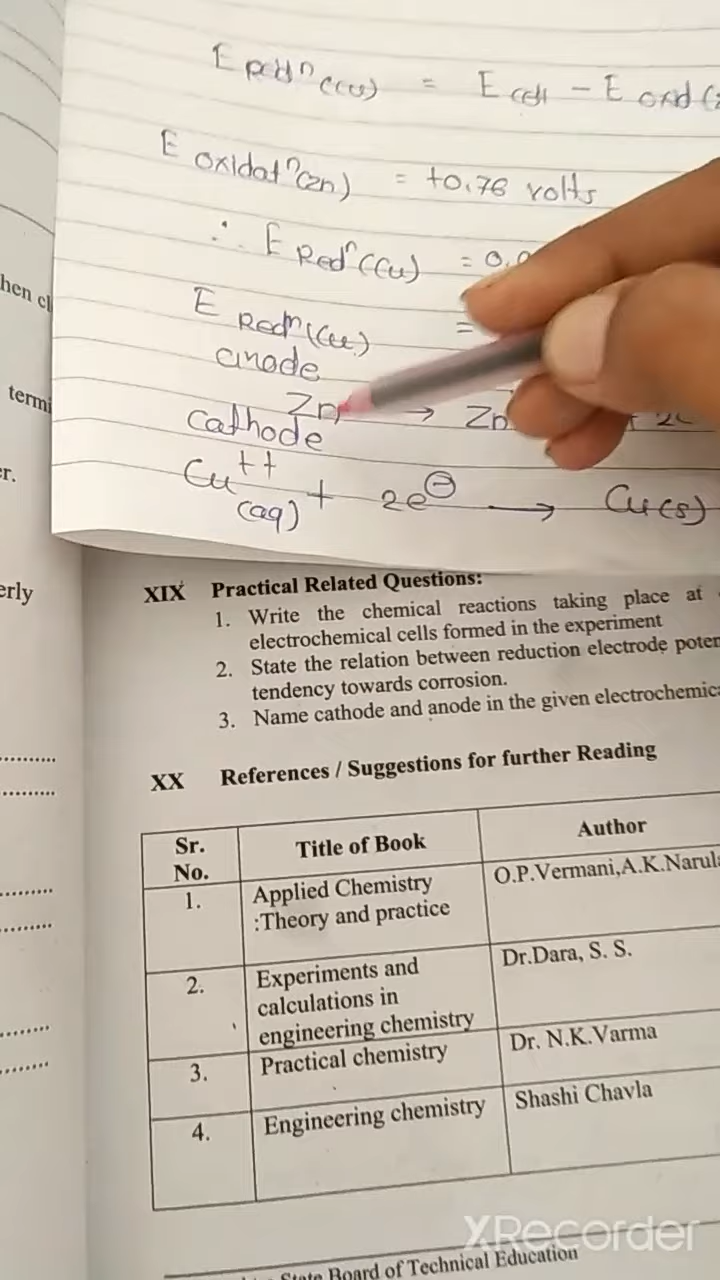 E Redⁿ (Cu) = E cell − E oxid
E oxidatⁿ (Zn) = +0.76 volts
∴ E Redⁿ (Cu) = 0.
E Redⁿ (Cu) =
anode
Zn → Zn
cathode
Cu⁺⁺ (aq) + 2e⊖ → Cu(s)
termi
erly
XIX Practical Related Questions:
1. Write the chemical reactions taking place at
electrochemical cells formed in the experiment
2. State the relation between reduction electrode poten
tendency towards corrosion.
3. Name cathode and anode in the given electrochemica
XX References / Suggestions for further Reading
Sr. No. Title of Book Author
1. Applied Chemistry :Theory and practice O.P.Vermani,A.K.Narula
2. Experiments and calculations in engineering chemistry Dr.Dara, S. S.
3. Practical chemistry Dr. N.K.Varma
4. Engineering chemistry Shashi Chavla
State Board of Technical Education
XRecorder